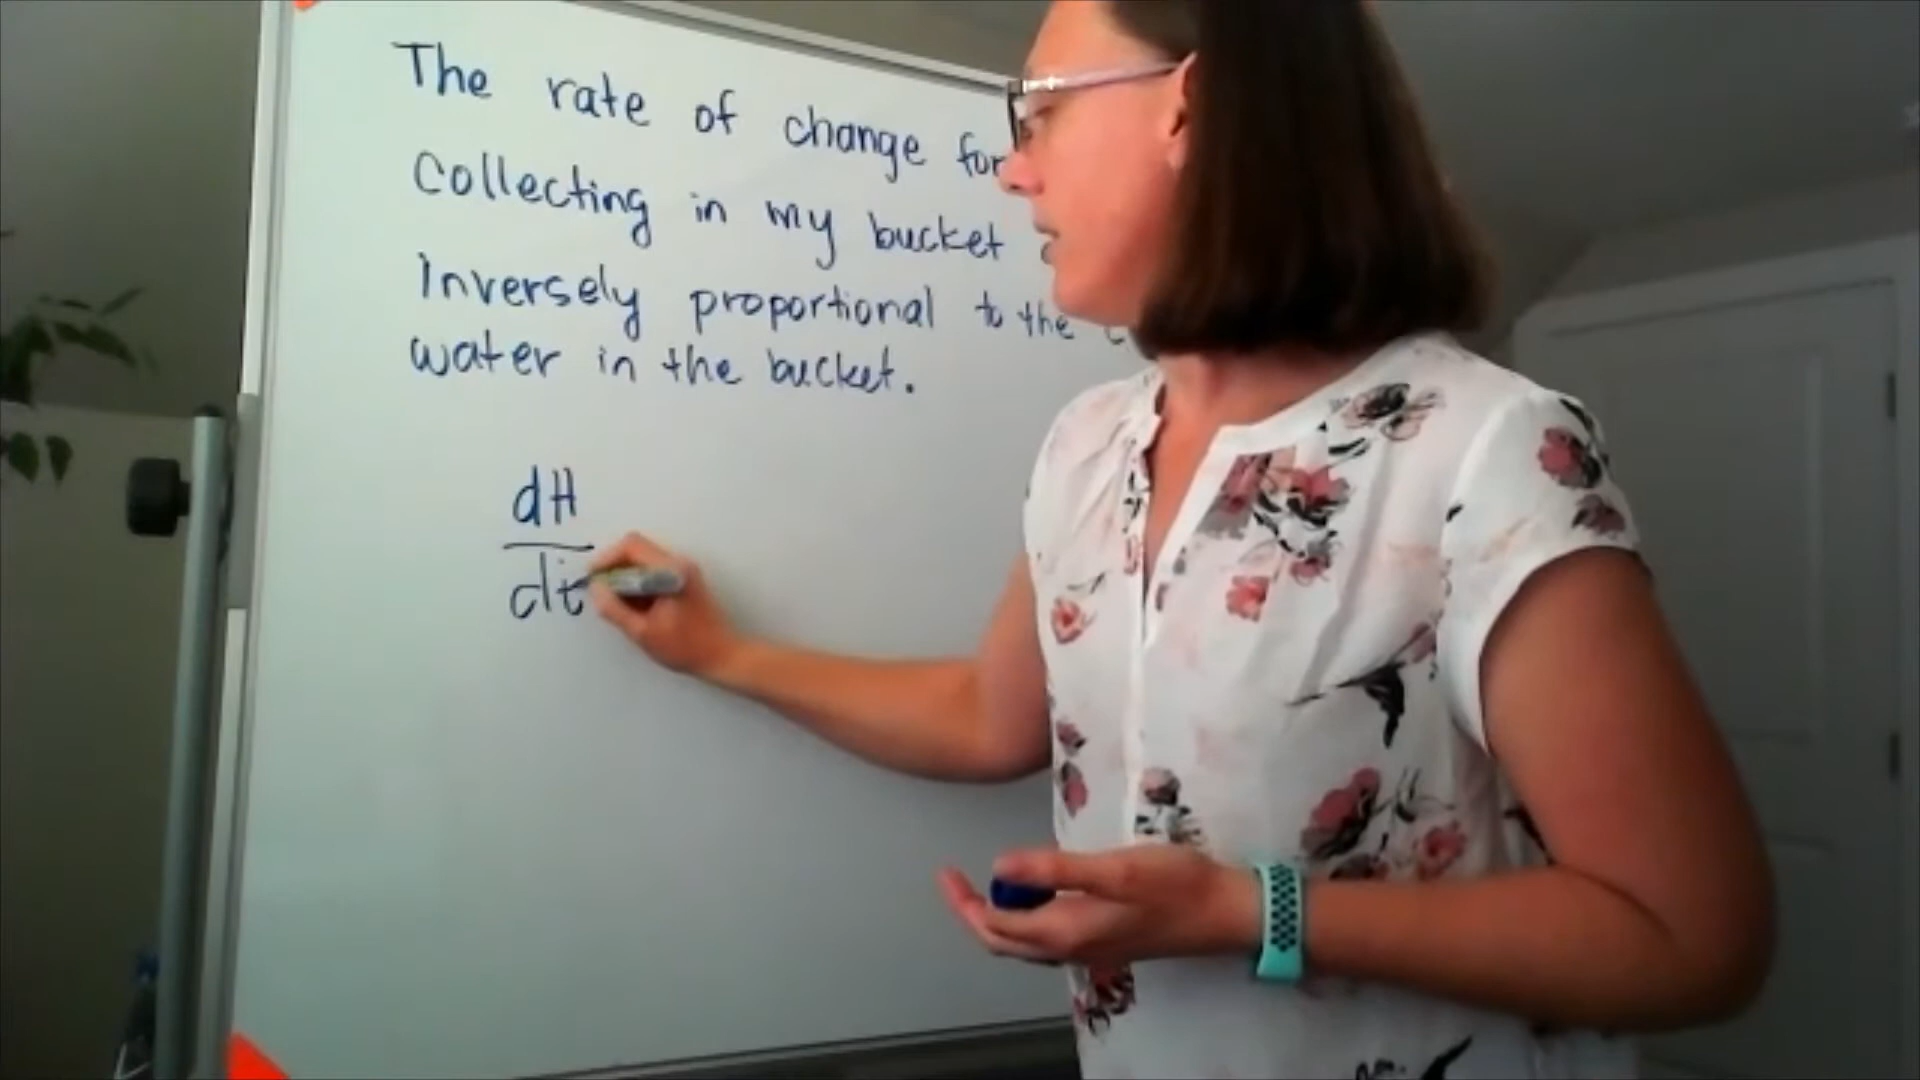 The rate of change for
Collecting in my bucket
Inversely proportional to the
water in the bucket.
dH
dt